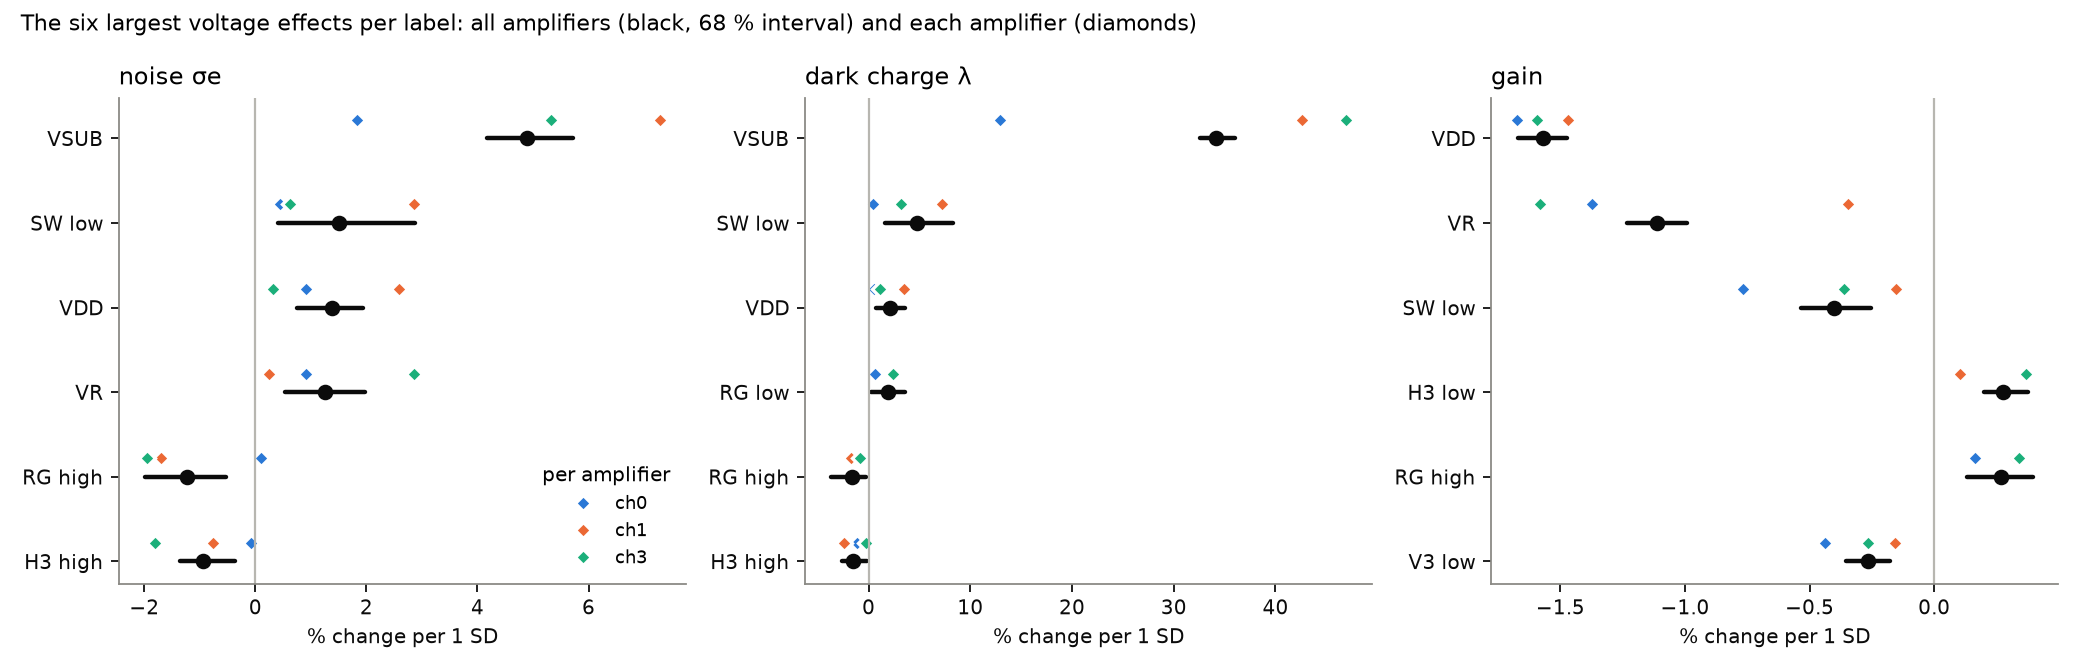 The six largest voltage effects per label: all amplifiers (black, 68 % interval) and each amplifier (diamonds)
noise σe
VSUB
SW low
VDD
VR
RG high
H3 high
per amplifier
ch0
ch1
ch3
−2
0
2
4
6
% change per 1 SD
dark charge λ
VSUB
SW low
VDD
RG low
RG high
H3 high
0
10
20
30
40
% change per 1 SD
gain
VDD
VR
SW low
H3 low
RG high
V3 low
−1.5
−1.0
−0.5
0.0
% change per 1 SD